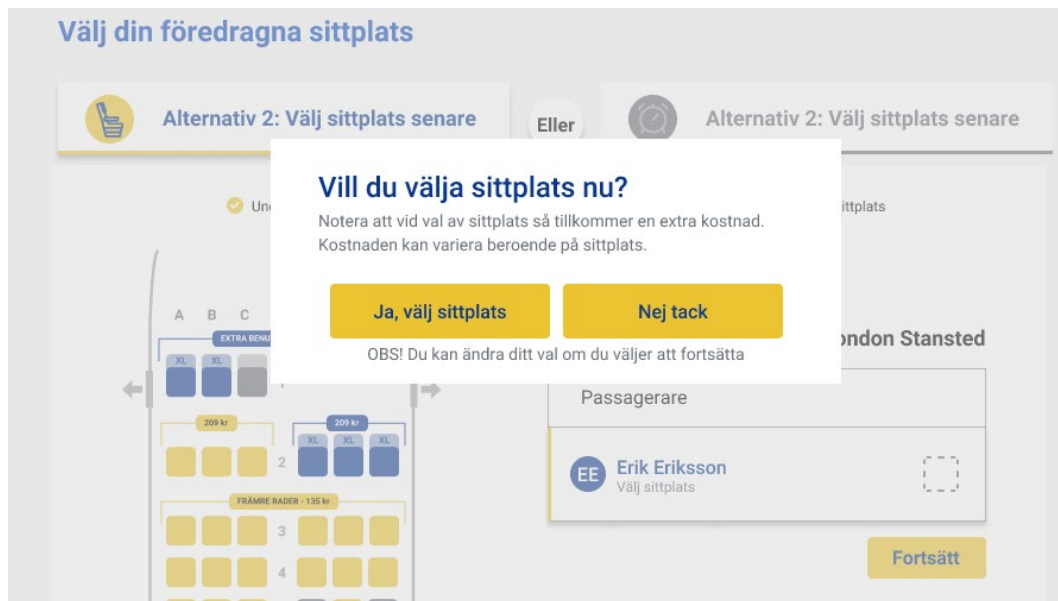 Välj din föredragna sittplats
Alternativ 2: Välj sittplats senare
Eller
Alternativ 2: Välj sittplats senare
Vill du välja sittplats nu?
Notera att vid val av sittplats så tillkommer en extra kostnad.
Kostnaden kan variera beroende på sittplats.
Ja, välj sittplats
Nej tack
OBS! Du kan ändra ditt val om du väljer att fortsätta
A B C
EXTRA
XL XL
209 kr
209 kr
XL XL XL
2
FRÄMRE RADER - 135 kr
3
4
Stansted
Passagerare
EE
Erik Eriksson
Välj sittplats
Fortsätt